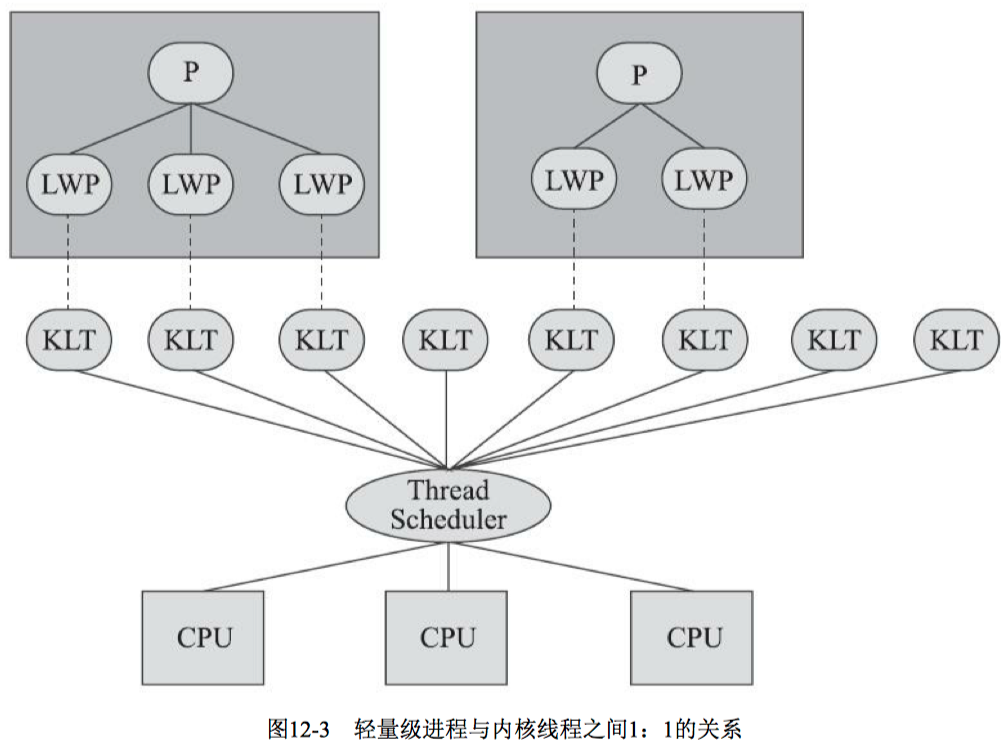 P P
LWP LWP LWP LWP LWP
KLT KLT KLT KLT KLT KLT KLT KLT
Thread
Scheduler
CPU CPU CPU
图12-3 轻量级进程与内核线程之间1：1的关系